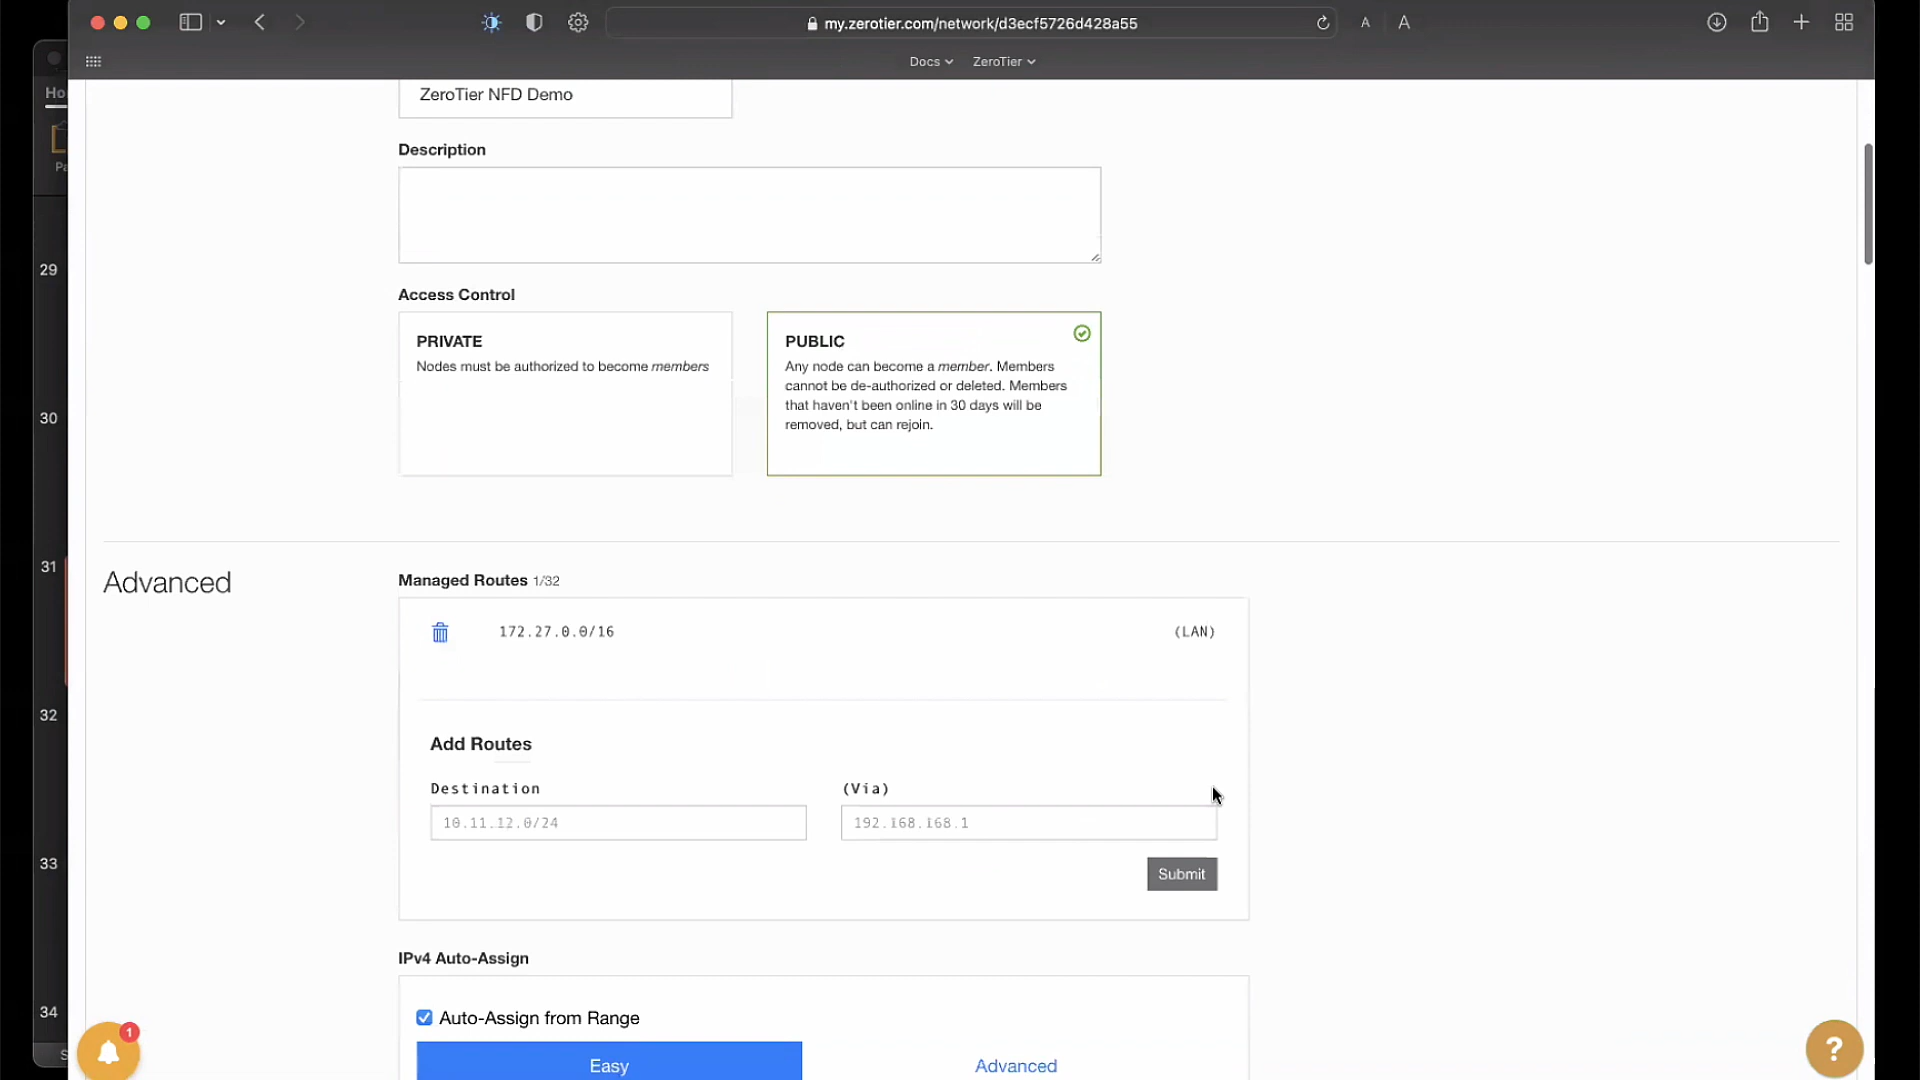 my.zerotier.com/network/d3ecf5726d428a55
A
A
Docs
ZeroTier
Ho
Pa
29
30
31
32
33
34
S
ZeroTier NFD Demo
Description
Access Control
PRIVATE
Nodes must be authorized to become members
PUBLIC
Any node can become a member. Members
cannot be de-authorized or deleted. Members
that haven't been online in 30 days will be
removed, but can rejoin.
Advanced
Managed Routes 1/32
172.27.0.0/16
(LAN)
Add Routes
Destination
(Via)
10.11.12.0/24
192.168.168.1
Submit
IPv4 Auto-Assign
Auto-Assign from Range
Easy
Advanced
1
?